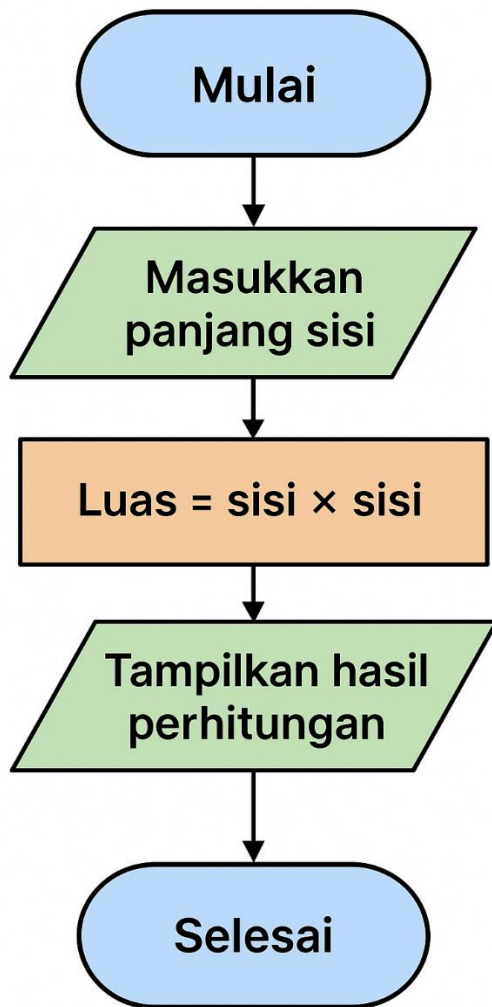 Mulai
Masukkan
panjang sisi
Luas = sisi × sisi
Tampilkan hasil
perhitungan
Selesai